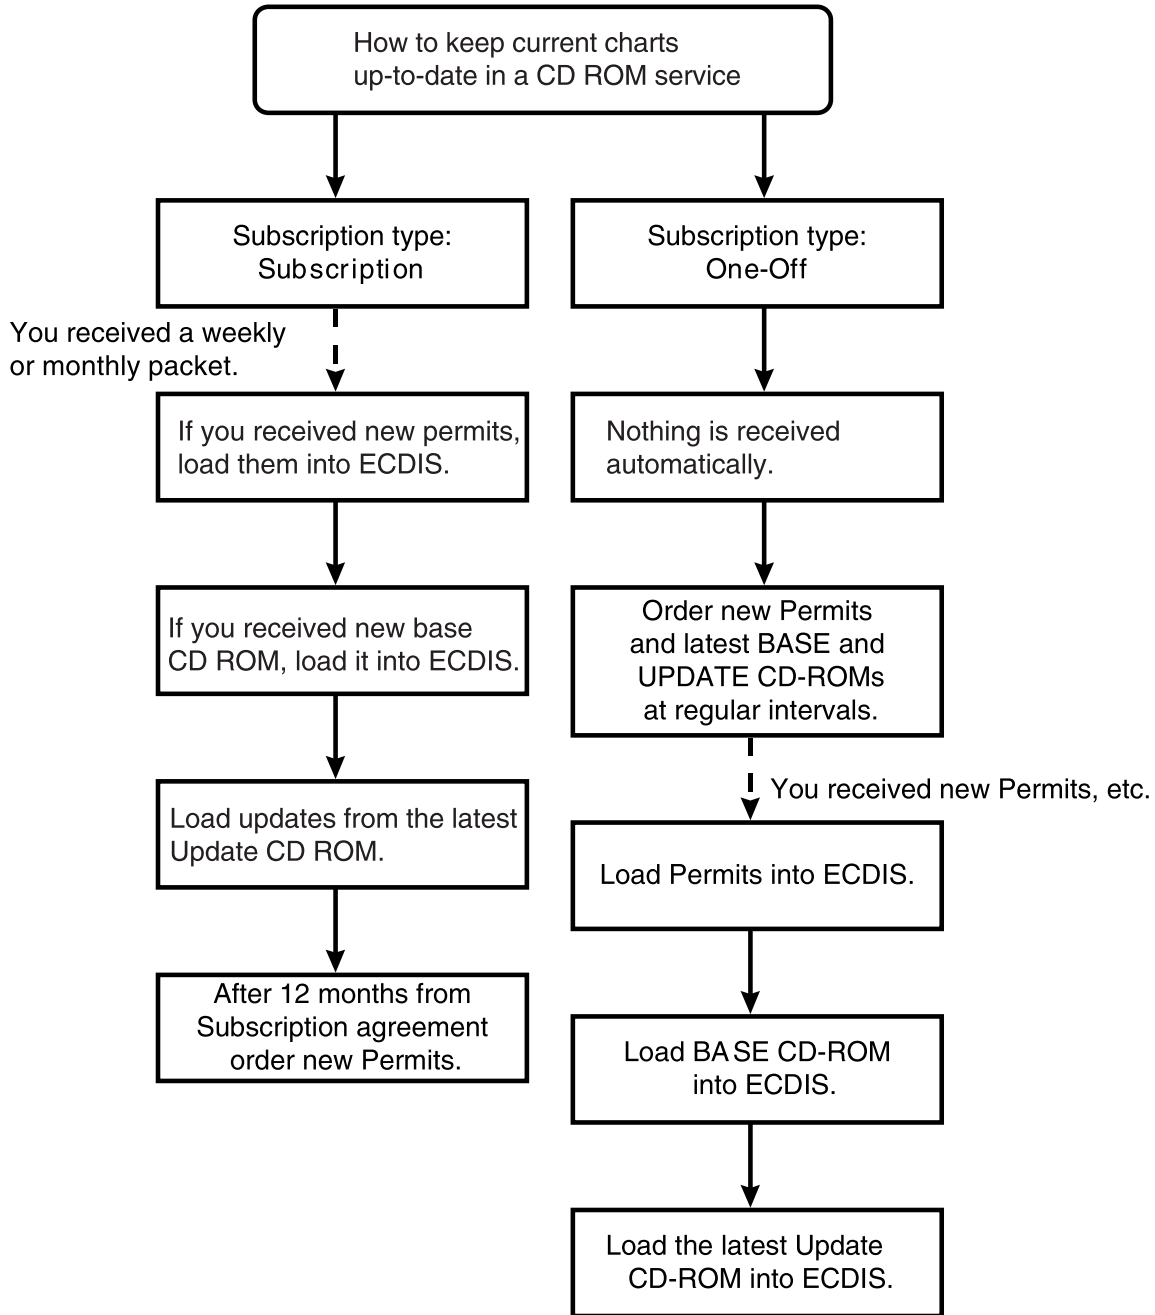 How to keep current charts
up-to-date in a CD ROM service
Subscription type:
Subscription
You received a weekly
or monthly packet.
If you received new permits,
load them into ECDIS.
If you received new base
CD ROM, load it into ECDIS.
Load updates from the latest
Update CD ROM.
After 12 months from
Subscription agreement
order new Permits.
Subscription type:
One-Off
Nothing is received
automatically.
Order new Permits
and latest BASE and
UPDATE CD-ROMs
at regular intervals.
You received new Permits, etc.
Load Permits into ECDIS.
Load BASE CD-ROM
into ECDIS.
Load the latest Update
CD-ROM into ECDIS.